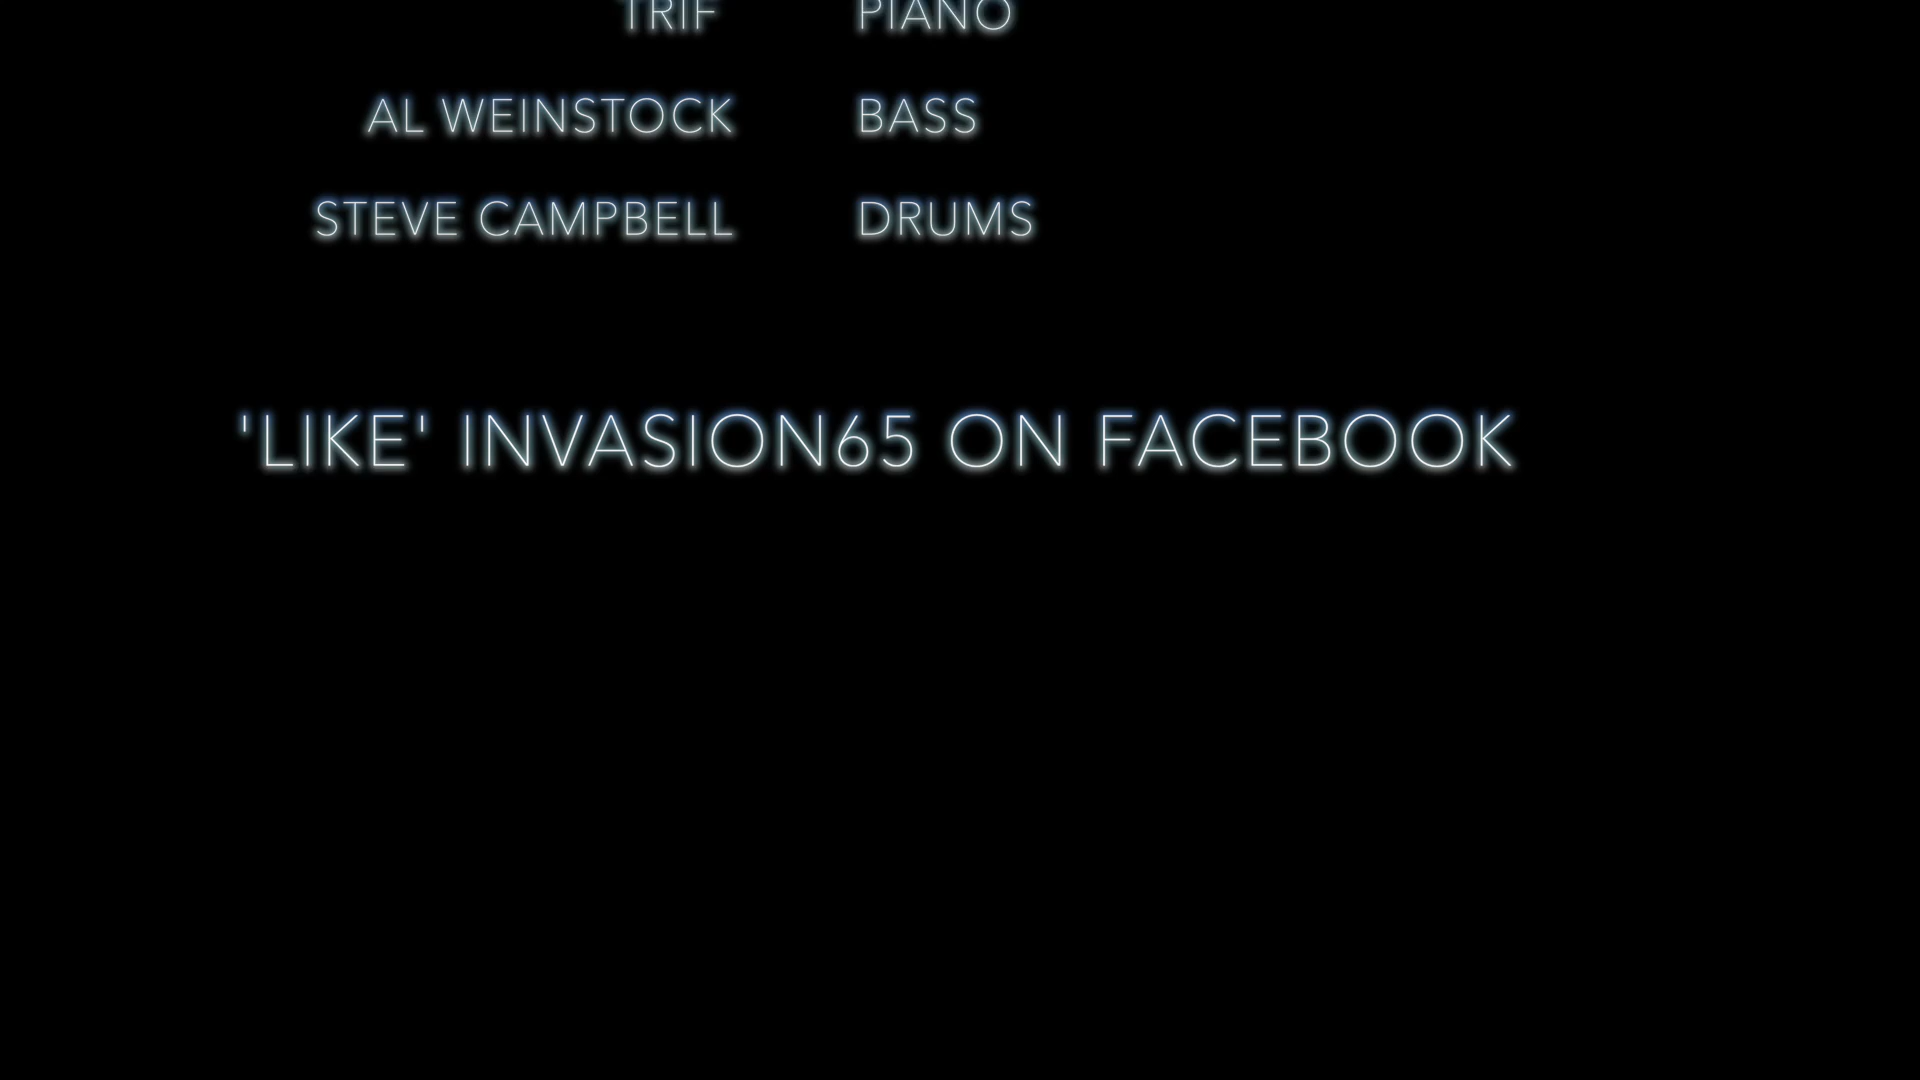 TRIF PIANO
AL WEINSTOCK BASS
STEVE CAMPBELL DRUMS
'LIKE' INVASION65 ON FACEBOOK